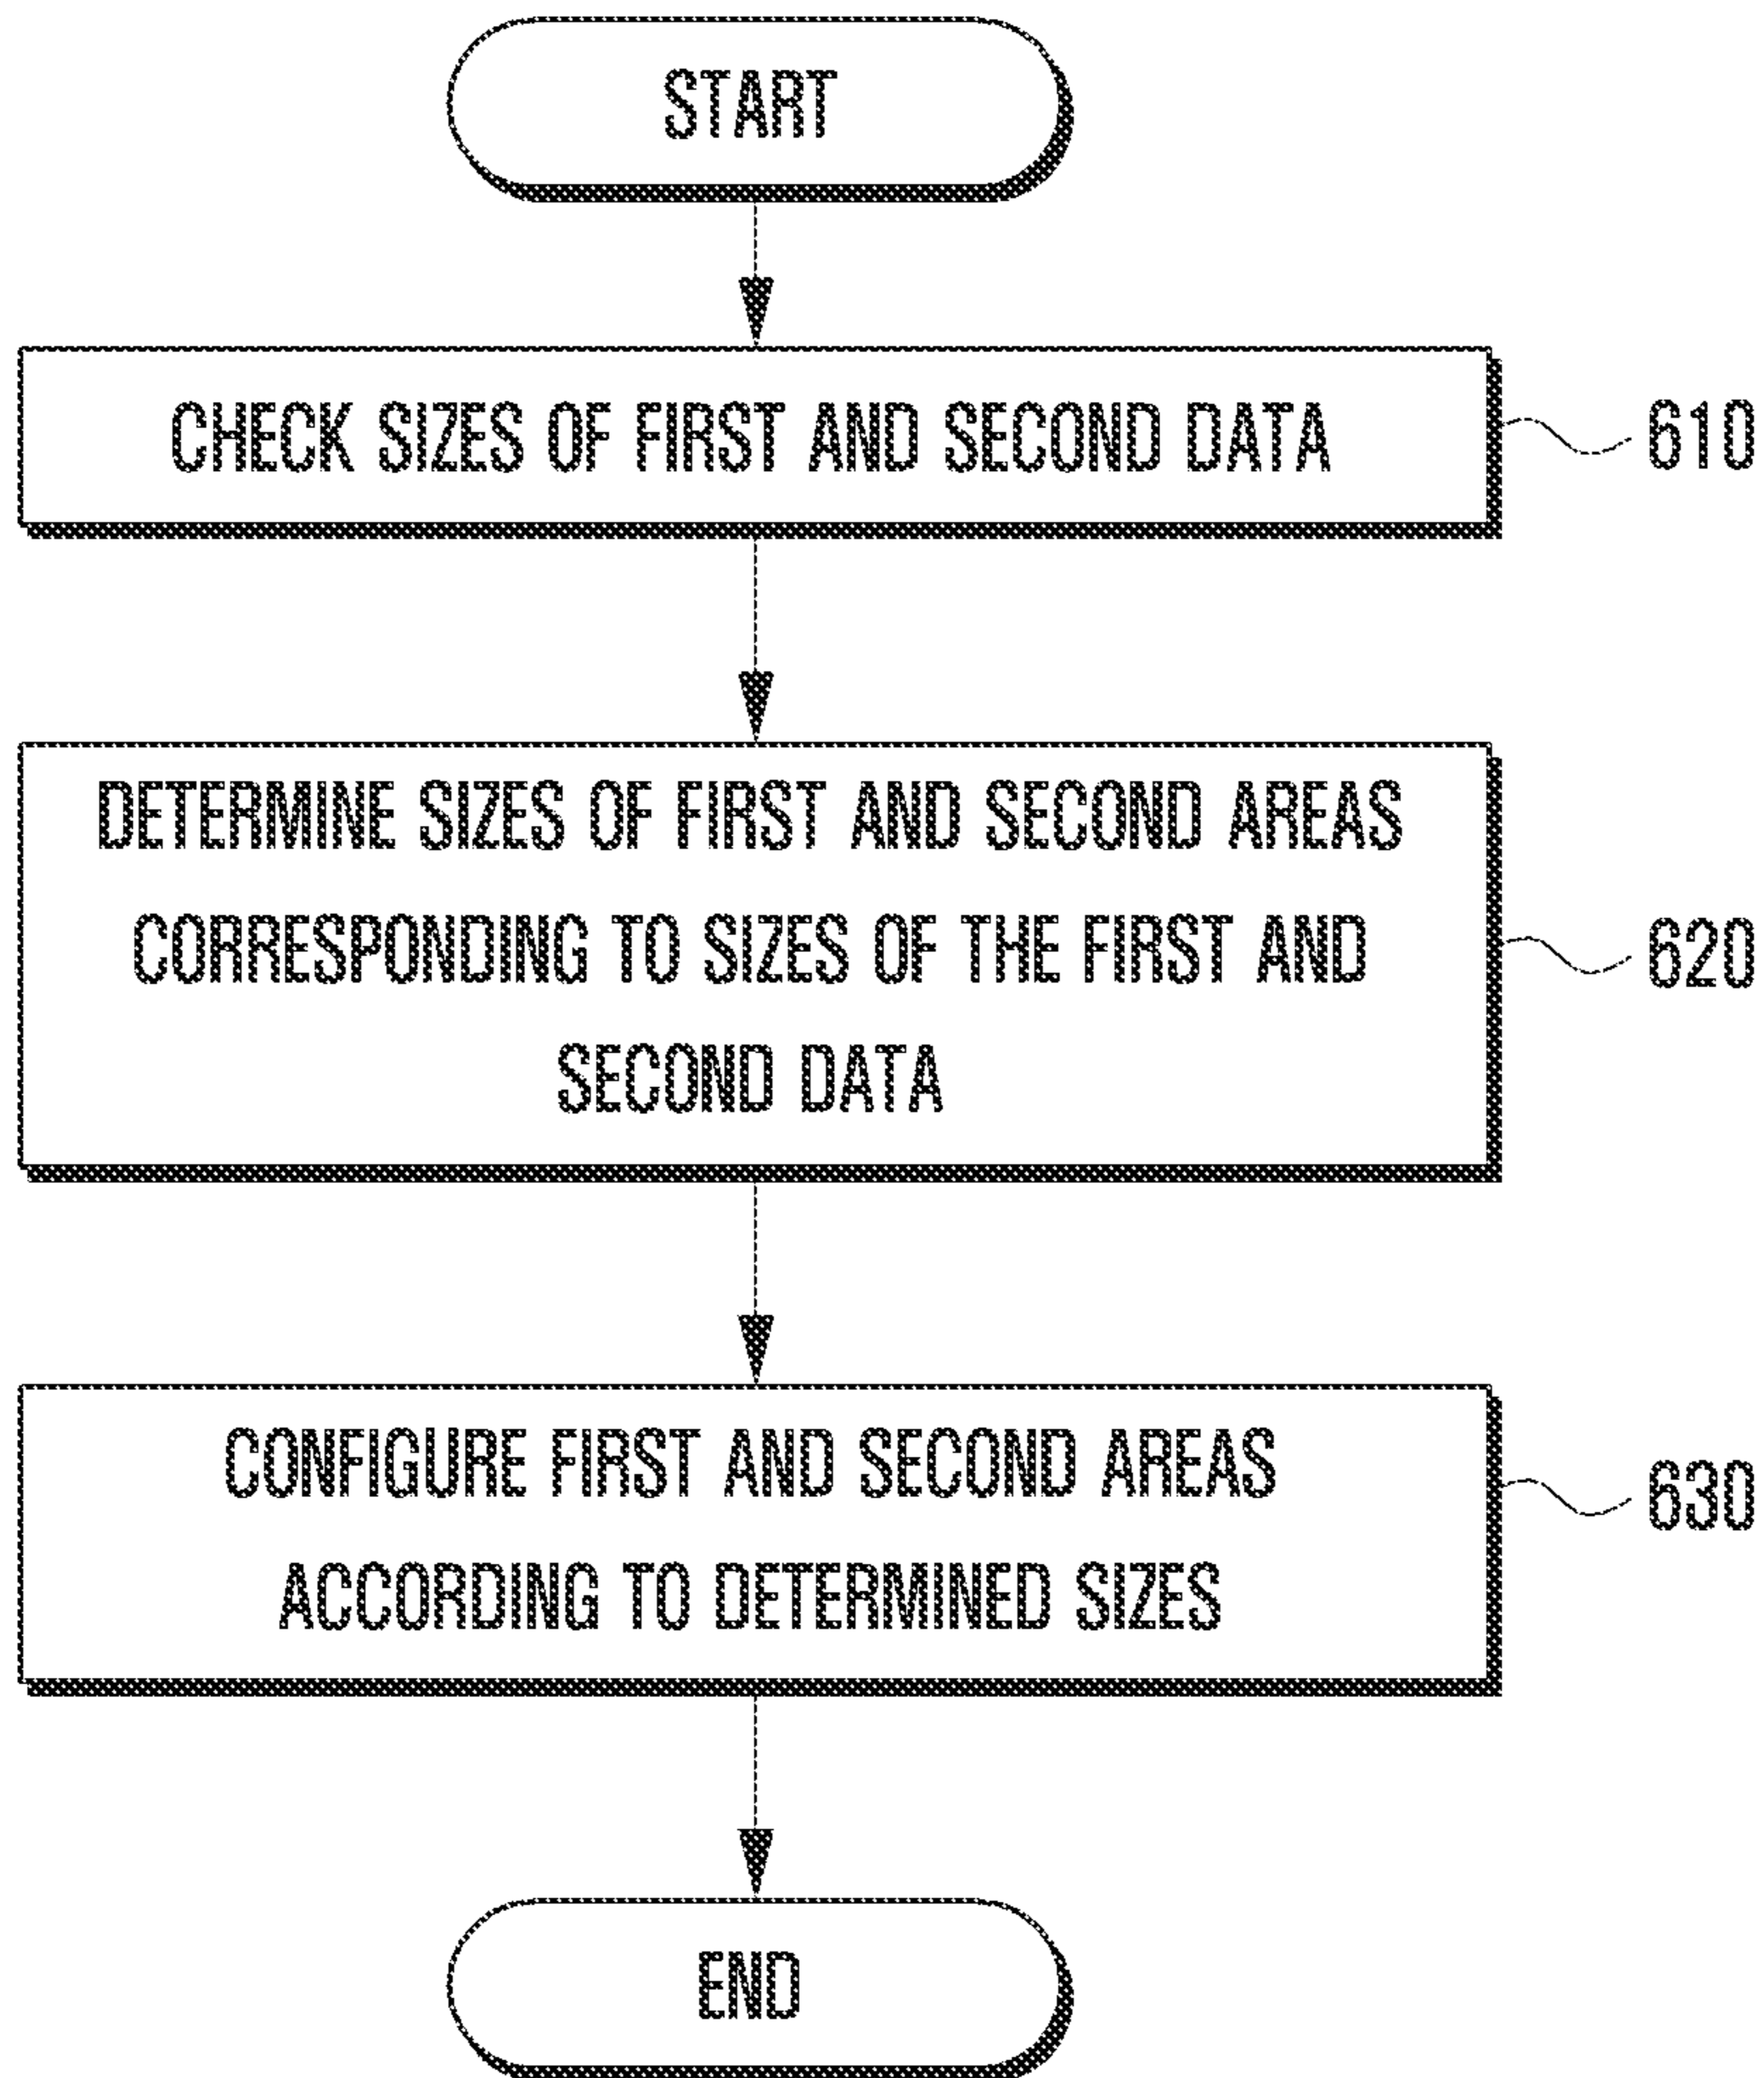 START
CHECK SIZES OF FIRST AND SECOND DATA
610
DETERMINE SIZES OF FIRST AND SECOND AREAS
CORRESPONDING TO SIZES OF THE FIRST AND
SECOND DATA
620
CONFIGURE FIRST AND SECOND AREAS
ACCORDING TO DETERMINED SIZES
630
END